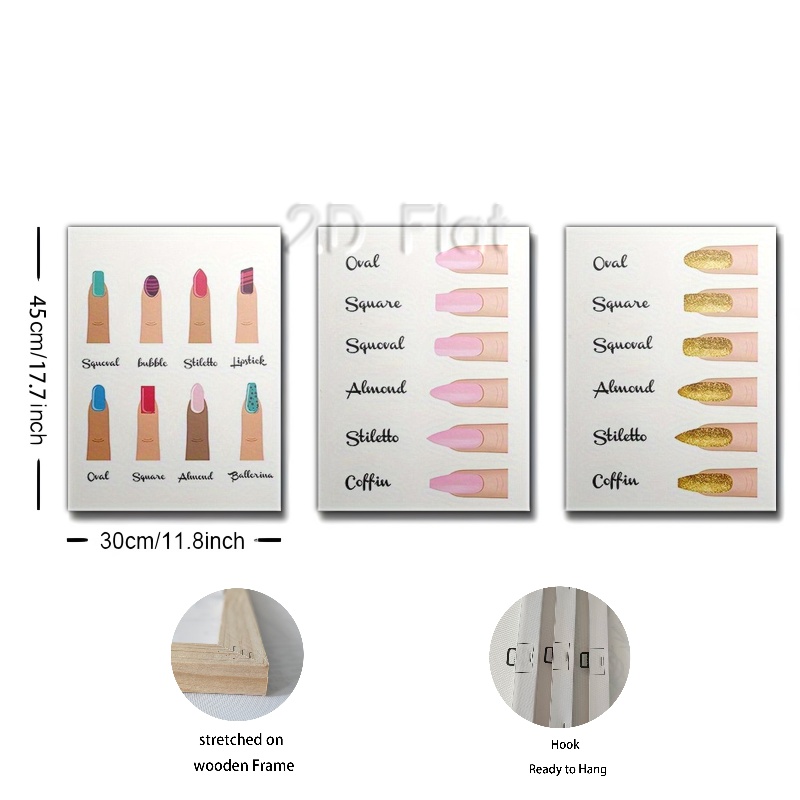 2.D Flat
45cm/17.7inch
Squoval bubble Stiletto Lipstick
Oval Square Almond Ballerina
30cm/11.8inch
Oval
Square
Squoval
Almond
Stiletto
Coffin
Oval
Square
Squoval
Almond
Stiletto
Coffin
stretched on
wooden Frame
Hook
Ready to Hang